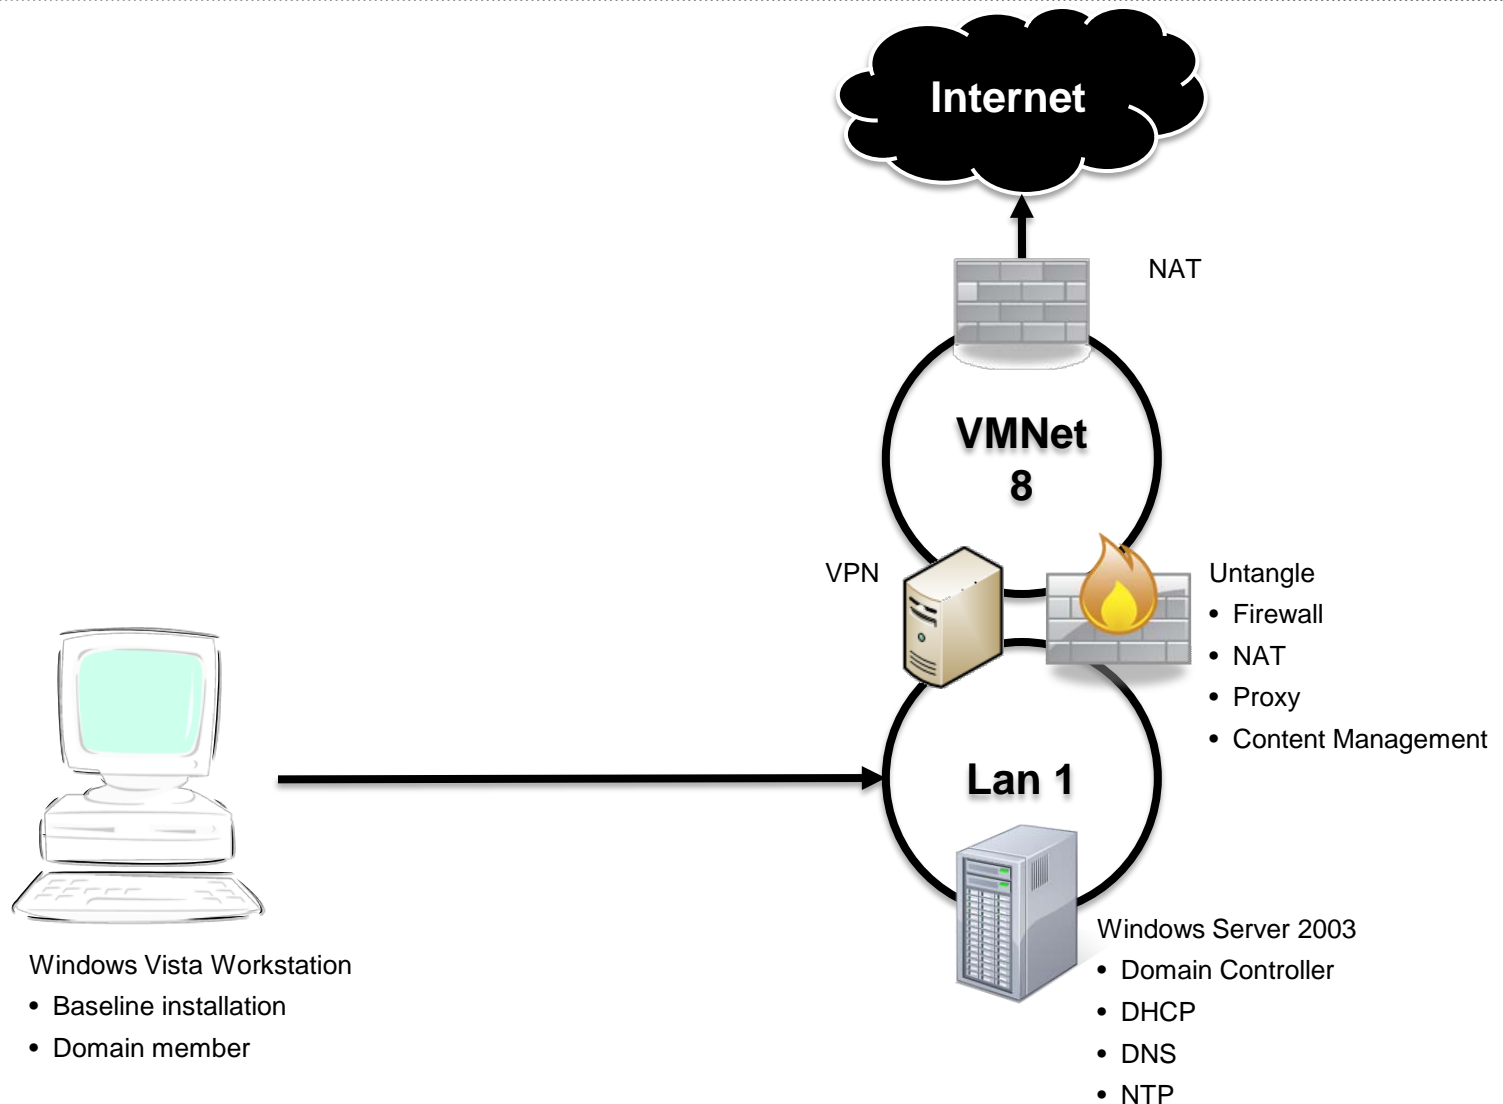 Internet
NAT
VMNet
8
VPN
Untangle
• Firewall
• NAT
• Proxy
• Content Management
Lan 1
Windows Server 2003
• Domain Controller
• DHCP
• DNS
• NTP
Windows Vista Workstation
• Baseline installation
• Domain member